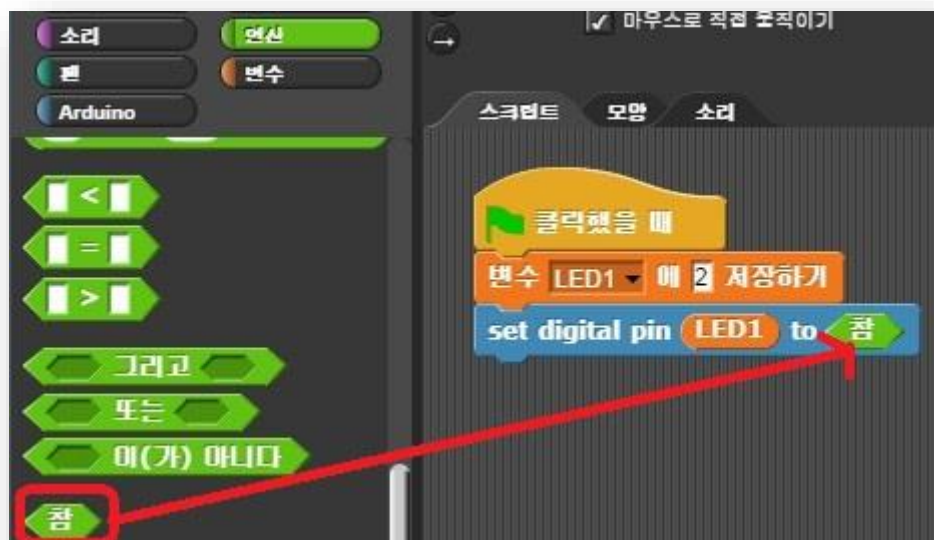 소리
연산
펜
변수
Arduino
<
=
>
그리고
또는
이(가) 아니다
참
마우스로 직접 움직이기
스크립트 모양 소리
클릭했을 때
변수 LED1 에 2 저장하기
set digital pin LED1 to 참